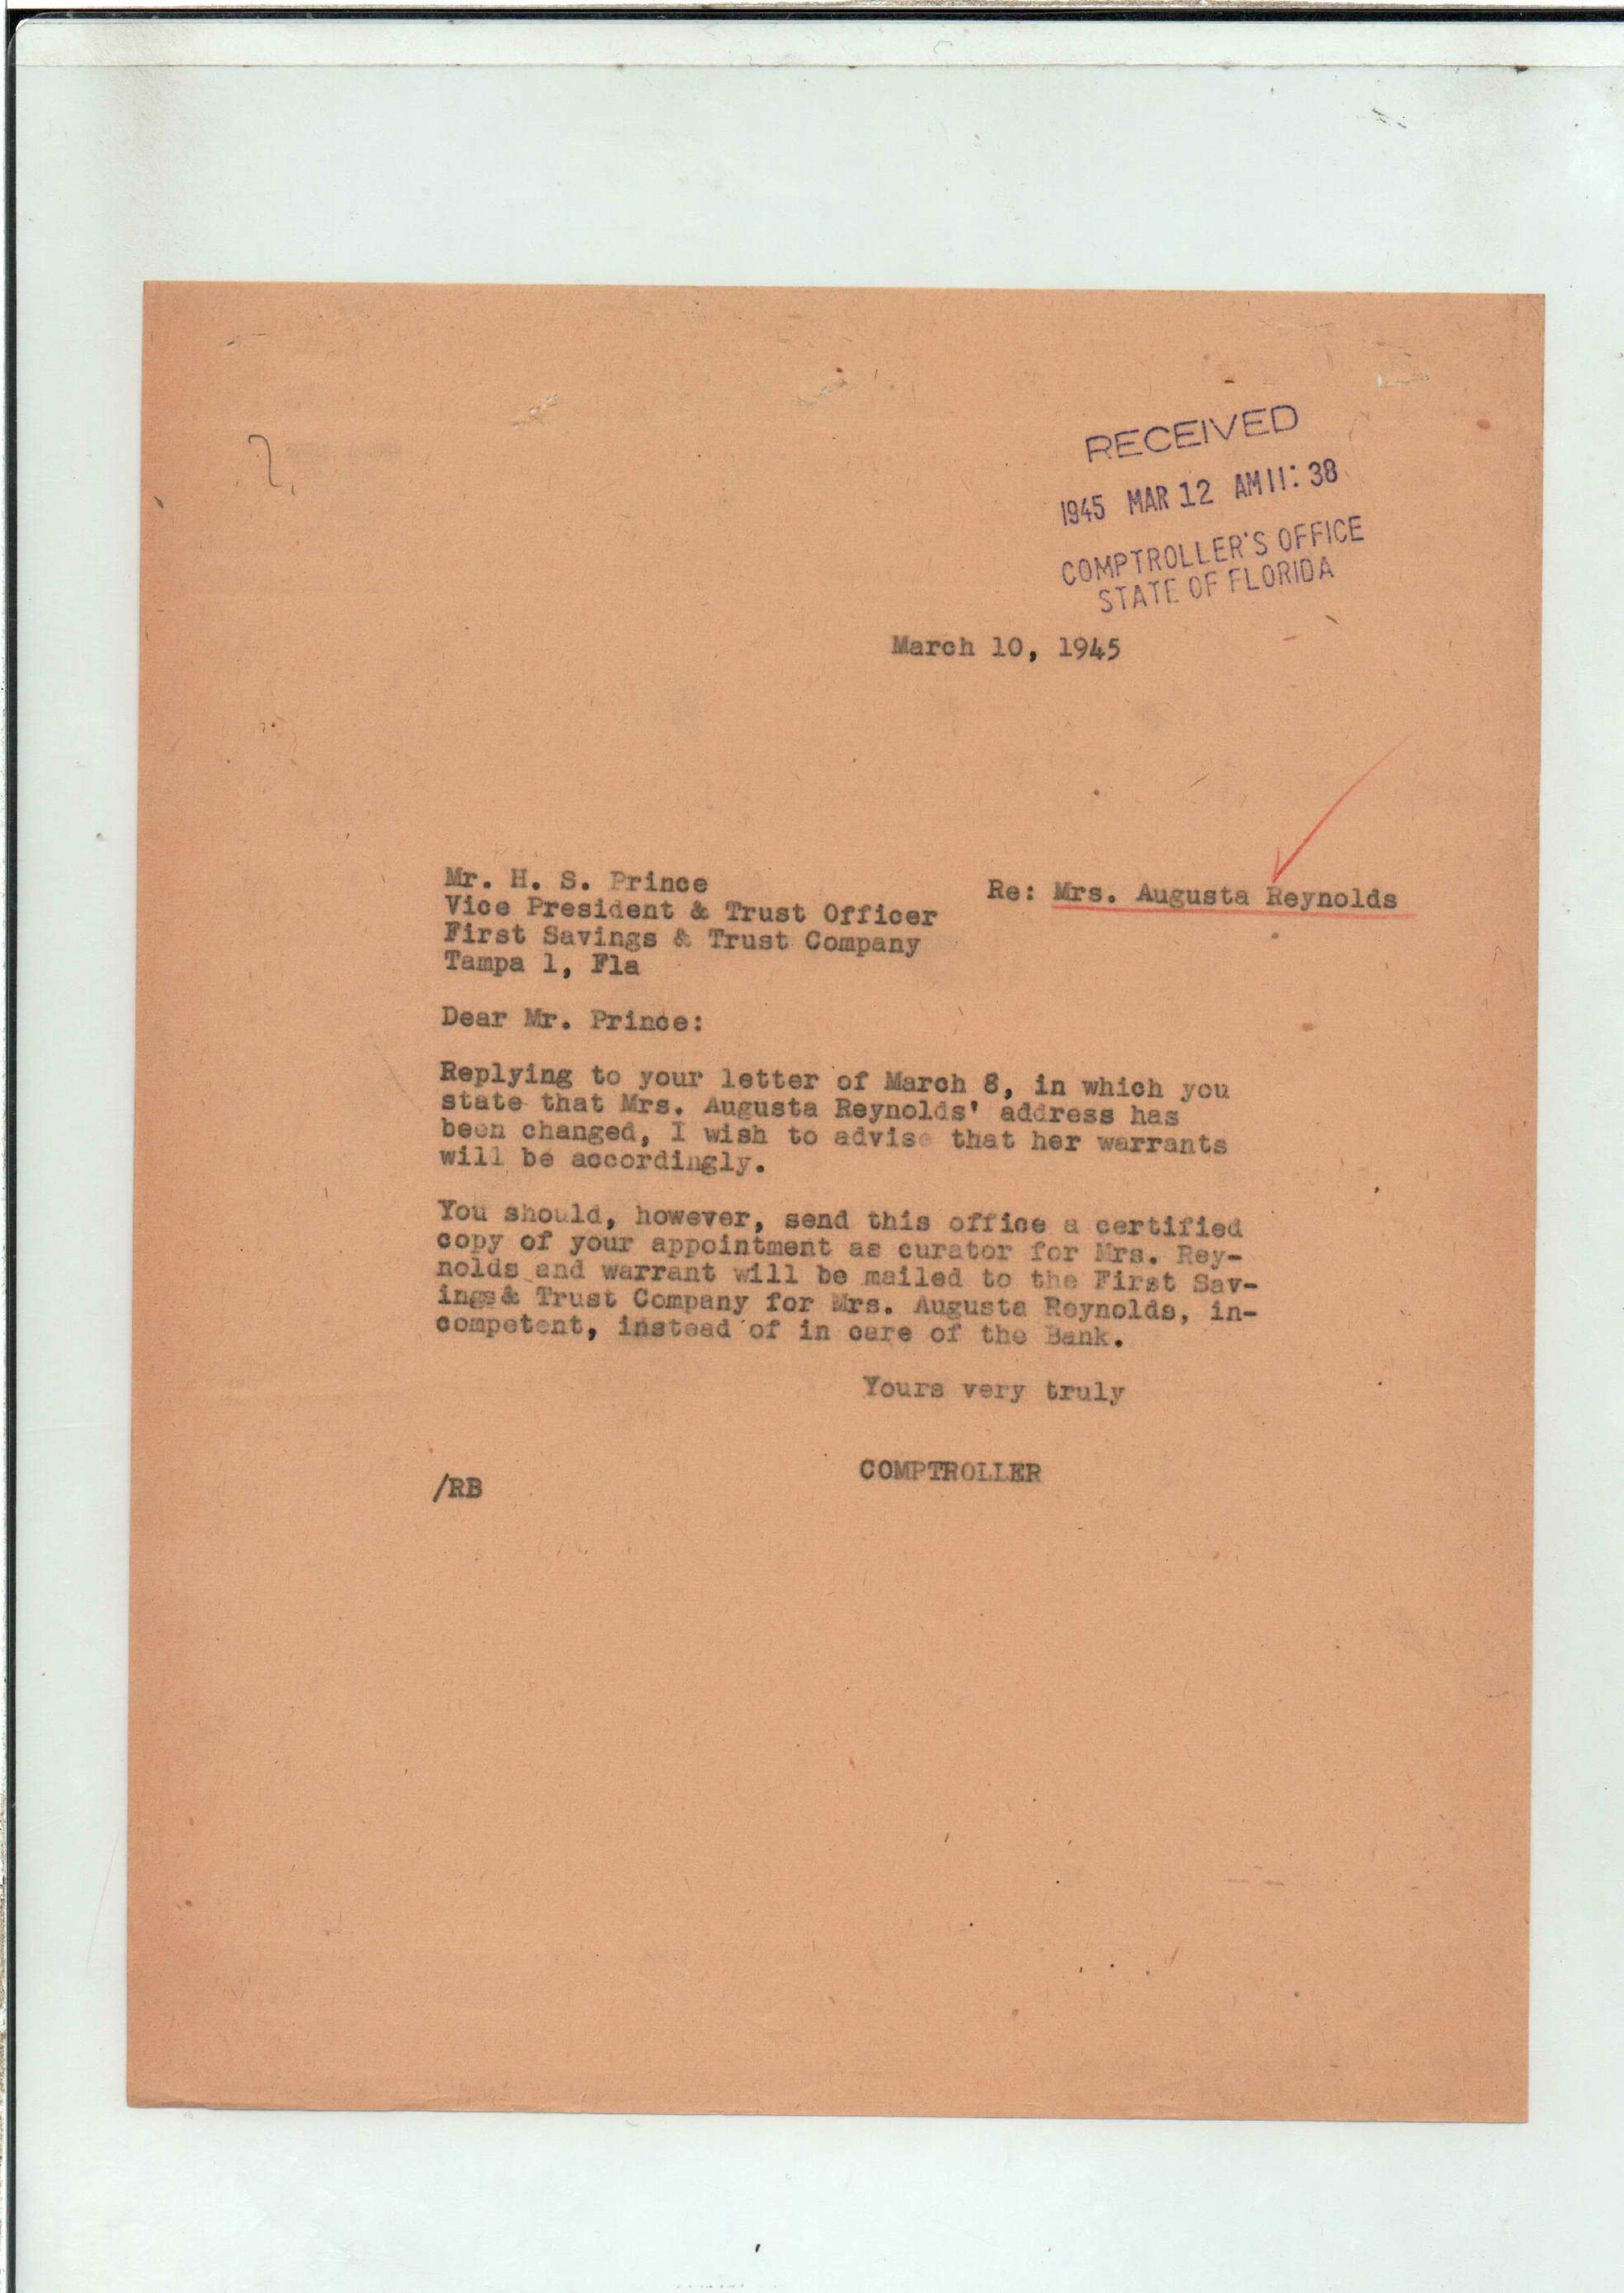 RECEIVED
1945 MAR 12 AM 11:38
COMPTROLLER'S OFFICE
STATE OF FLORIDA
March 10, 1945
Mr. H. S. Prince
Vice President & Trust Officer
First Savings & Trust Company
Tampa 1, Fla
Re: Mrs. Augusta Reynolds
Dear Mr. Prince:
Replying to your letter of March 8, in which you
state that Mrs. Augusta Reynolds' address has
been changed, I wish to advise that her warrants
will be accordingly.
You should, however, send this office a certified
copy of your appointment as curator for Mrs. Rey-
nolds and warrant will be mailed to the First Sav-
ings& Trust Company for Mrs. Augusta Reynolds, in-
competent, instead of in care of the Bank.
Yours very truly
COMPTROLLER
/RB